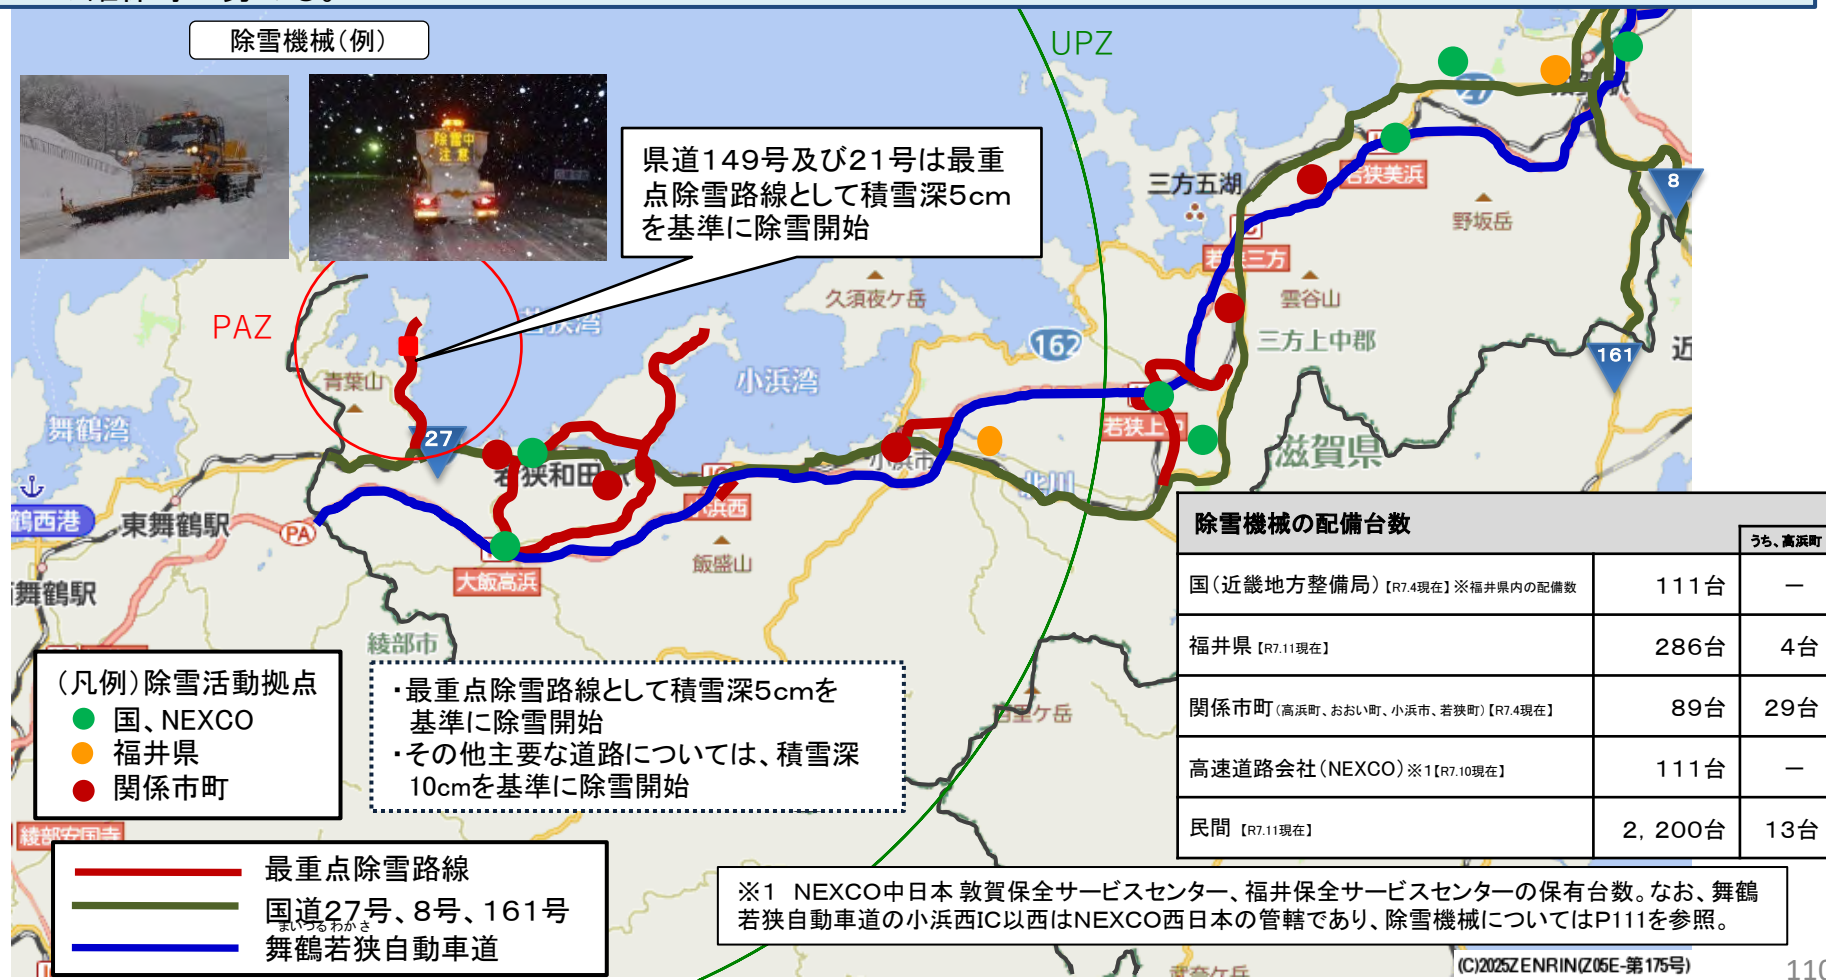 除雪機械（例）
除雪中
注意
県道149号及び21号は最重
点除雪路線として積雪深5cm
を基準に除雪開始
UPZ
PAZ
三方五湖
若狭美浜
野坂岳
8
雲谷山
三方上中郡
161
久須夜ケ岳
162
小浜湾
青葉山
舞鶴湾
27
若狭和田
小浜市
若狭上中
北川
滋賀県
小浜西
飯盛山
東舞鶴駅
PA
大飯高浜
舞鶴駅
綾部市
鶴西港
綾部安国寺
（凡例）除雪活動拠点
国、NEXCO
福井県
関係市町
・最重点除雪路線として積雪深5cmを
基準に除雪開始
・その他主要な道路については、積雪深
10cmを基準に除雪開始
最重点除雪路線
国道27号、8号、161号
まいづるわかさ
舞鶴若狭自動車道
除雪機械の配備台数
うち、高浜町
国（近畿地方整備局）【R7.4現在】※福井県内の配備数 111台 －
福井県【R7.11現在】 286台 4台
関係市町（高浜町、おおい町、小浜市、若狭町）【R7.4現在】 89台 29台
高速道路会社（NEXCO）※1【R7.10現在】 111台 －
民間【R7.11現在】 2,200台 13台
※1 NEXCO中日本 敦賀保全サービスセンター、福井保全サービスセンターの保有台数。なお、舞鶴
若狭自動車道の小浜西IC以西はNEXCO西日本の管轄であり、除雪機械についてはP111を参照。
(C)2025ZENRIN(Z05E-第175号)
110